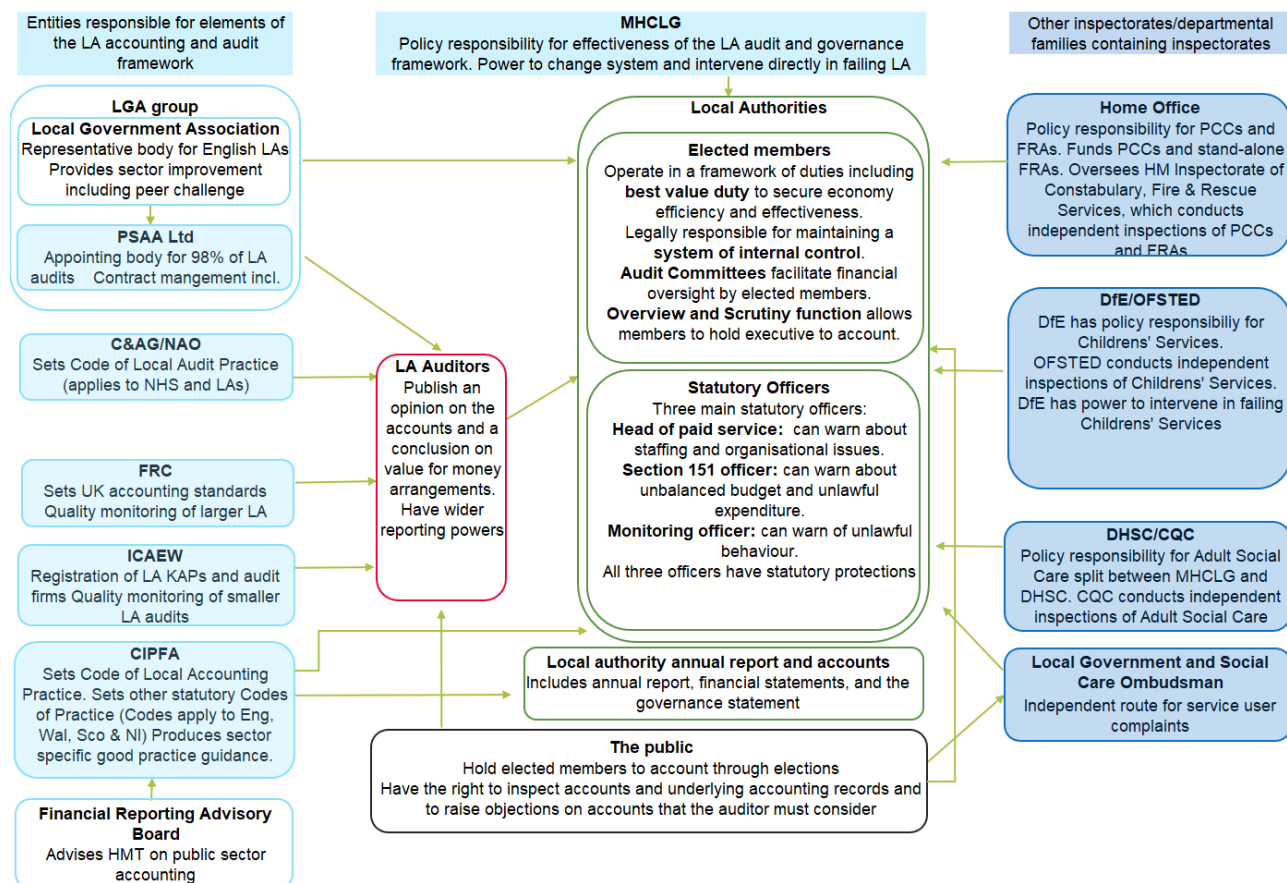 Entities responsible for elements of
the LA accounting and audit
framework
MHCLG
Policy responsibility for effectiveness of the LA audit and governance
framework. Power to change system and intervene directly in failing LA
Other inspectorates/departmental
families containing inspectorates
LGA group
Local Government Association
Representative body for English LAs
Provides sector improvement
including peer challenge
PSAA Ltd
Appointing body for 98% of LA
audits Contract mangement incl.
C&AG/NAO
Sets Code of Local Audit Practice
(applies to NHS and LAs)
FRC
Sets UK accounting standards
Quality monitoring of larger LA
ICAEW
Registration of LA KAPs and audit
firms Quality monitoring of smaller
LA audits
CIPFA
Sets Code of Local Accounting
Practice. Sets other statutory Codes
of Practice (Codes apply to Eng,
Wal, Sco & NI) Produces sector
specific good practice guidance.
Financial Reporting Advisory
Board
Advises HMT on public sector
accounting
LA Auditors
Publish an
opinion on the
accounts and a
conclusion on
value for money
arrangements.
Have wider
reporting powers
Local Authorities
Elected members
Operate in a framework of duties including
best value duty to secure economy
efficiency and effectiveness.
Legally responsible for maintaining a
system of internal control.
Audit Committees facilitate financial
oversight by elected members.
Overview and Scrutiny function allows
members to hold executive to account.
Statutory Officers
Three main statutory officers:
Head of paid service: can warn about
staffing and organisational issues.
Section 151 officer: can warn about
unbalanced budget and unlawful
expenditure.
Monitoring officer: can warn of unlawful
behaviour.
All three officers have statutory protections
Local authority annual report and accounts
Includes annual report, financial statements, and the
governance statement
The public
Hold elected members to account through elections
Have the right to inspect accounts and underlying accounting records and
to raise objections on accounts that the auditor must consider
Home Office
Policy responsibility for PCCs and
FRAs. Funds PCCs and stand-alone
FRAs. Oversees HM Inspectorate of
Constabulary, Fire & Rescue
Services, which conducts
independent inspections of PCCs
and FRAs
DfE/OFSTED
DfE has policy responsibiliy for
Childrens' Services.
OFSTED conducts independent
inspections of Childrens' Services.
DfE has power to intervene in failing
Childrens' Services
DHSC/CQC
Policy responsibility for Adult Social
Care split between MHCLG and
DHSC. CQC conducts independent
inspections of Adult Social Care
Local Government and Social
Care Ombudsman
Independent route for service user
complaints